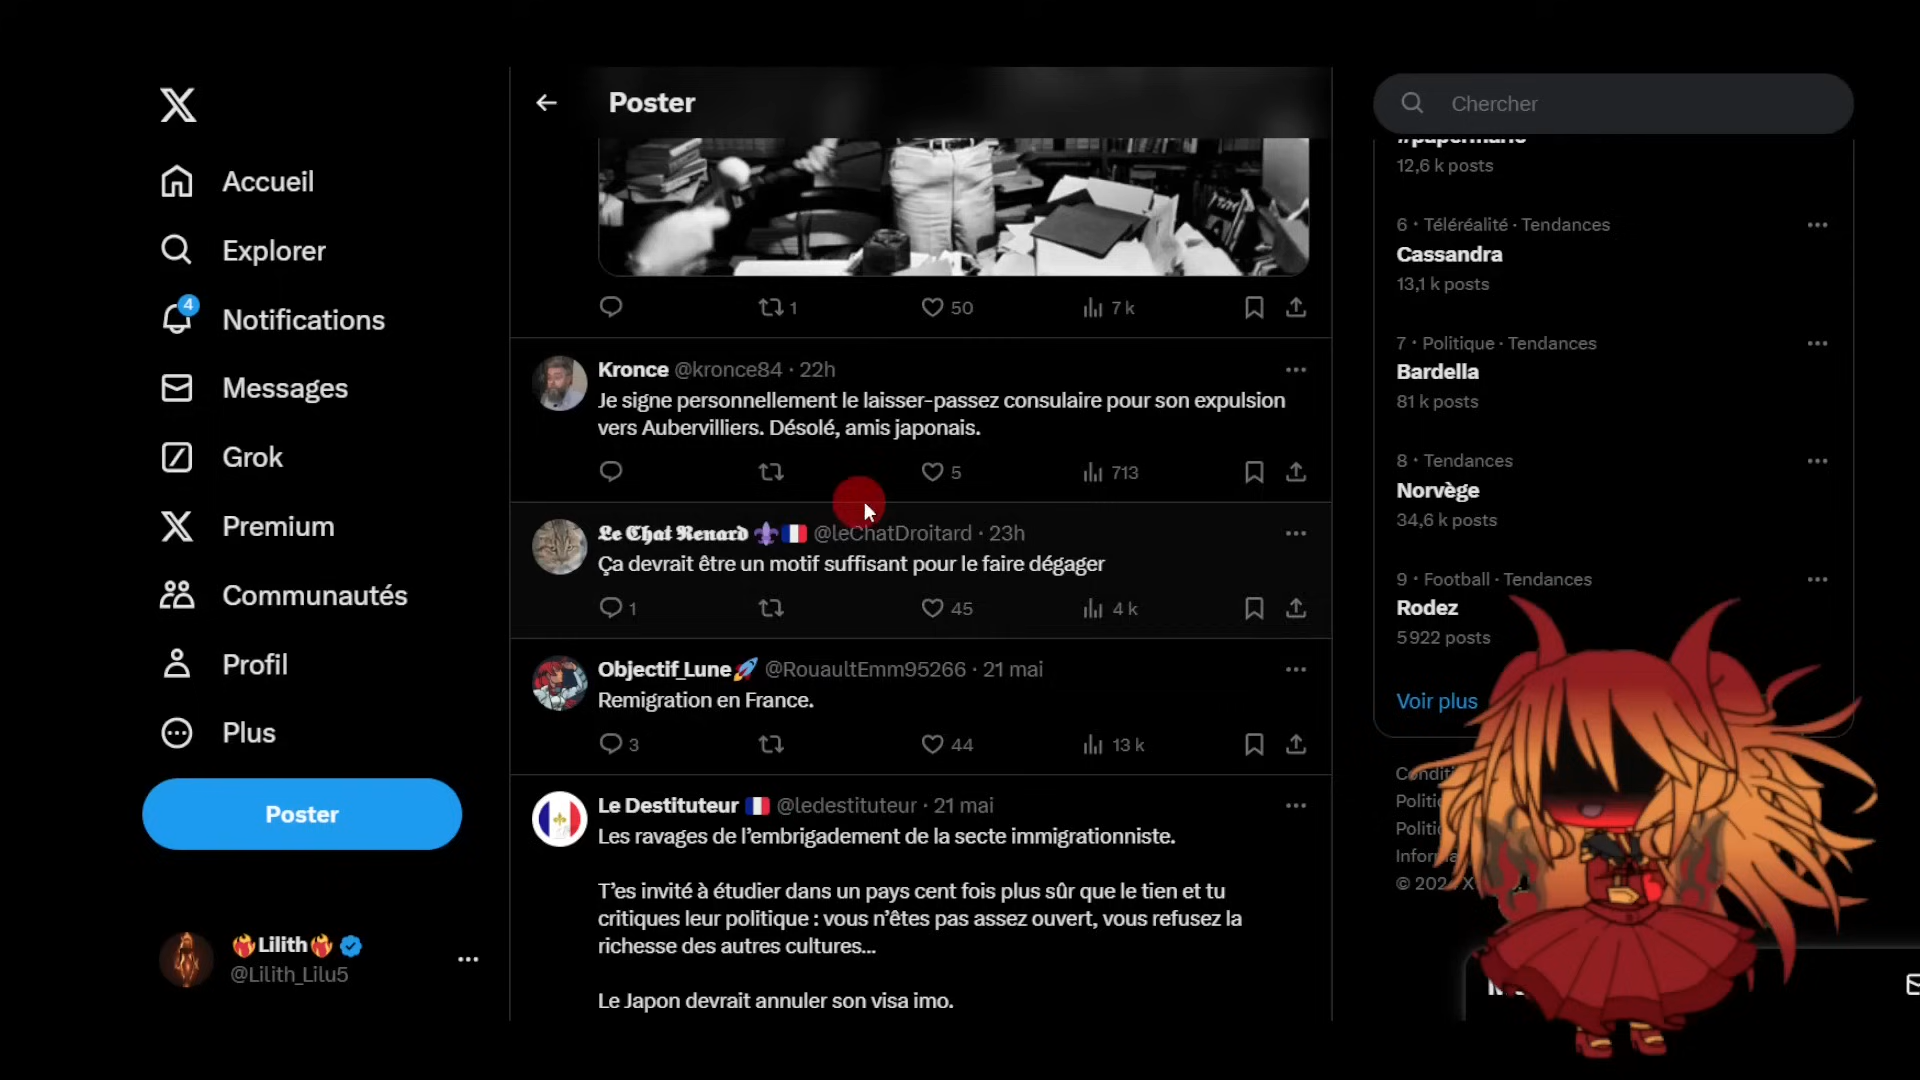 Accueil
Explorer
4
Notifications
Messages
Grok
Premium
Communautés
Profil
Plus
Poster
🔥Lilith🔥
@Lilith_Lilu5
Poster
1
50
7 k
Kronce @kronce84 · 22h
Je signe personnellement le laisser-passez consulaire pour son expulsion
vers Aubervilliers. Désolé, amis japonais.
5
713
Le Chat Renard ⚜️🇫🇷 @leChatDroitard · 23h
Ça devrait être un motif suffisant pour le faire dégager
1
45
4 k
Objectif_Lune🚀 @RouaultEmm95266 · 21 mai
Remigration en France.
3
44
13 k
Le Destituteur 🇫🇷 @ledestituteur · 21 mai
Les ravages de l’embrigadement de la secte immigrationniste.
T’es invité à étudier dans un pays cent fois plus sûr que le tien et tu
critiques leur politique : vous n’êtes pas assez ouvert, vous refusez la
richesse des autres cultures...
Le Japon devrait annuler son visa imo.
Chercher
#papermario
12,6 k posts
6 · Téléréalité · Tendances
Cassandra
13,1 k posts
7 · Politique · Tendances
Bardella
81 k posts
8 · Tendances
Norvège
34,6 k posts
9 · Football · Tendances
Rodez
5 922 posts
Voir plus